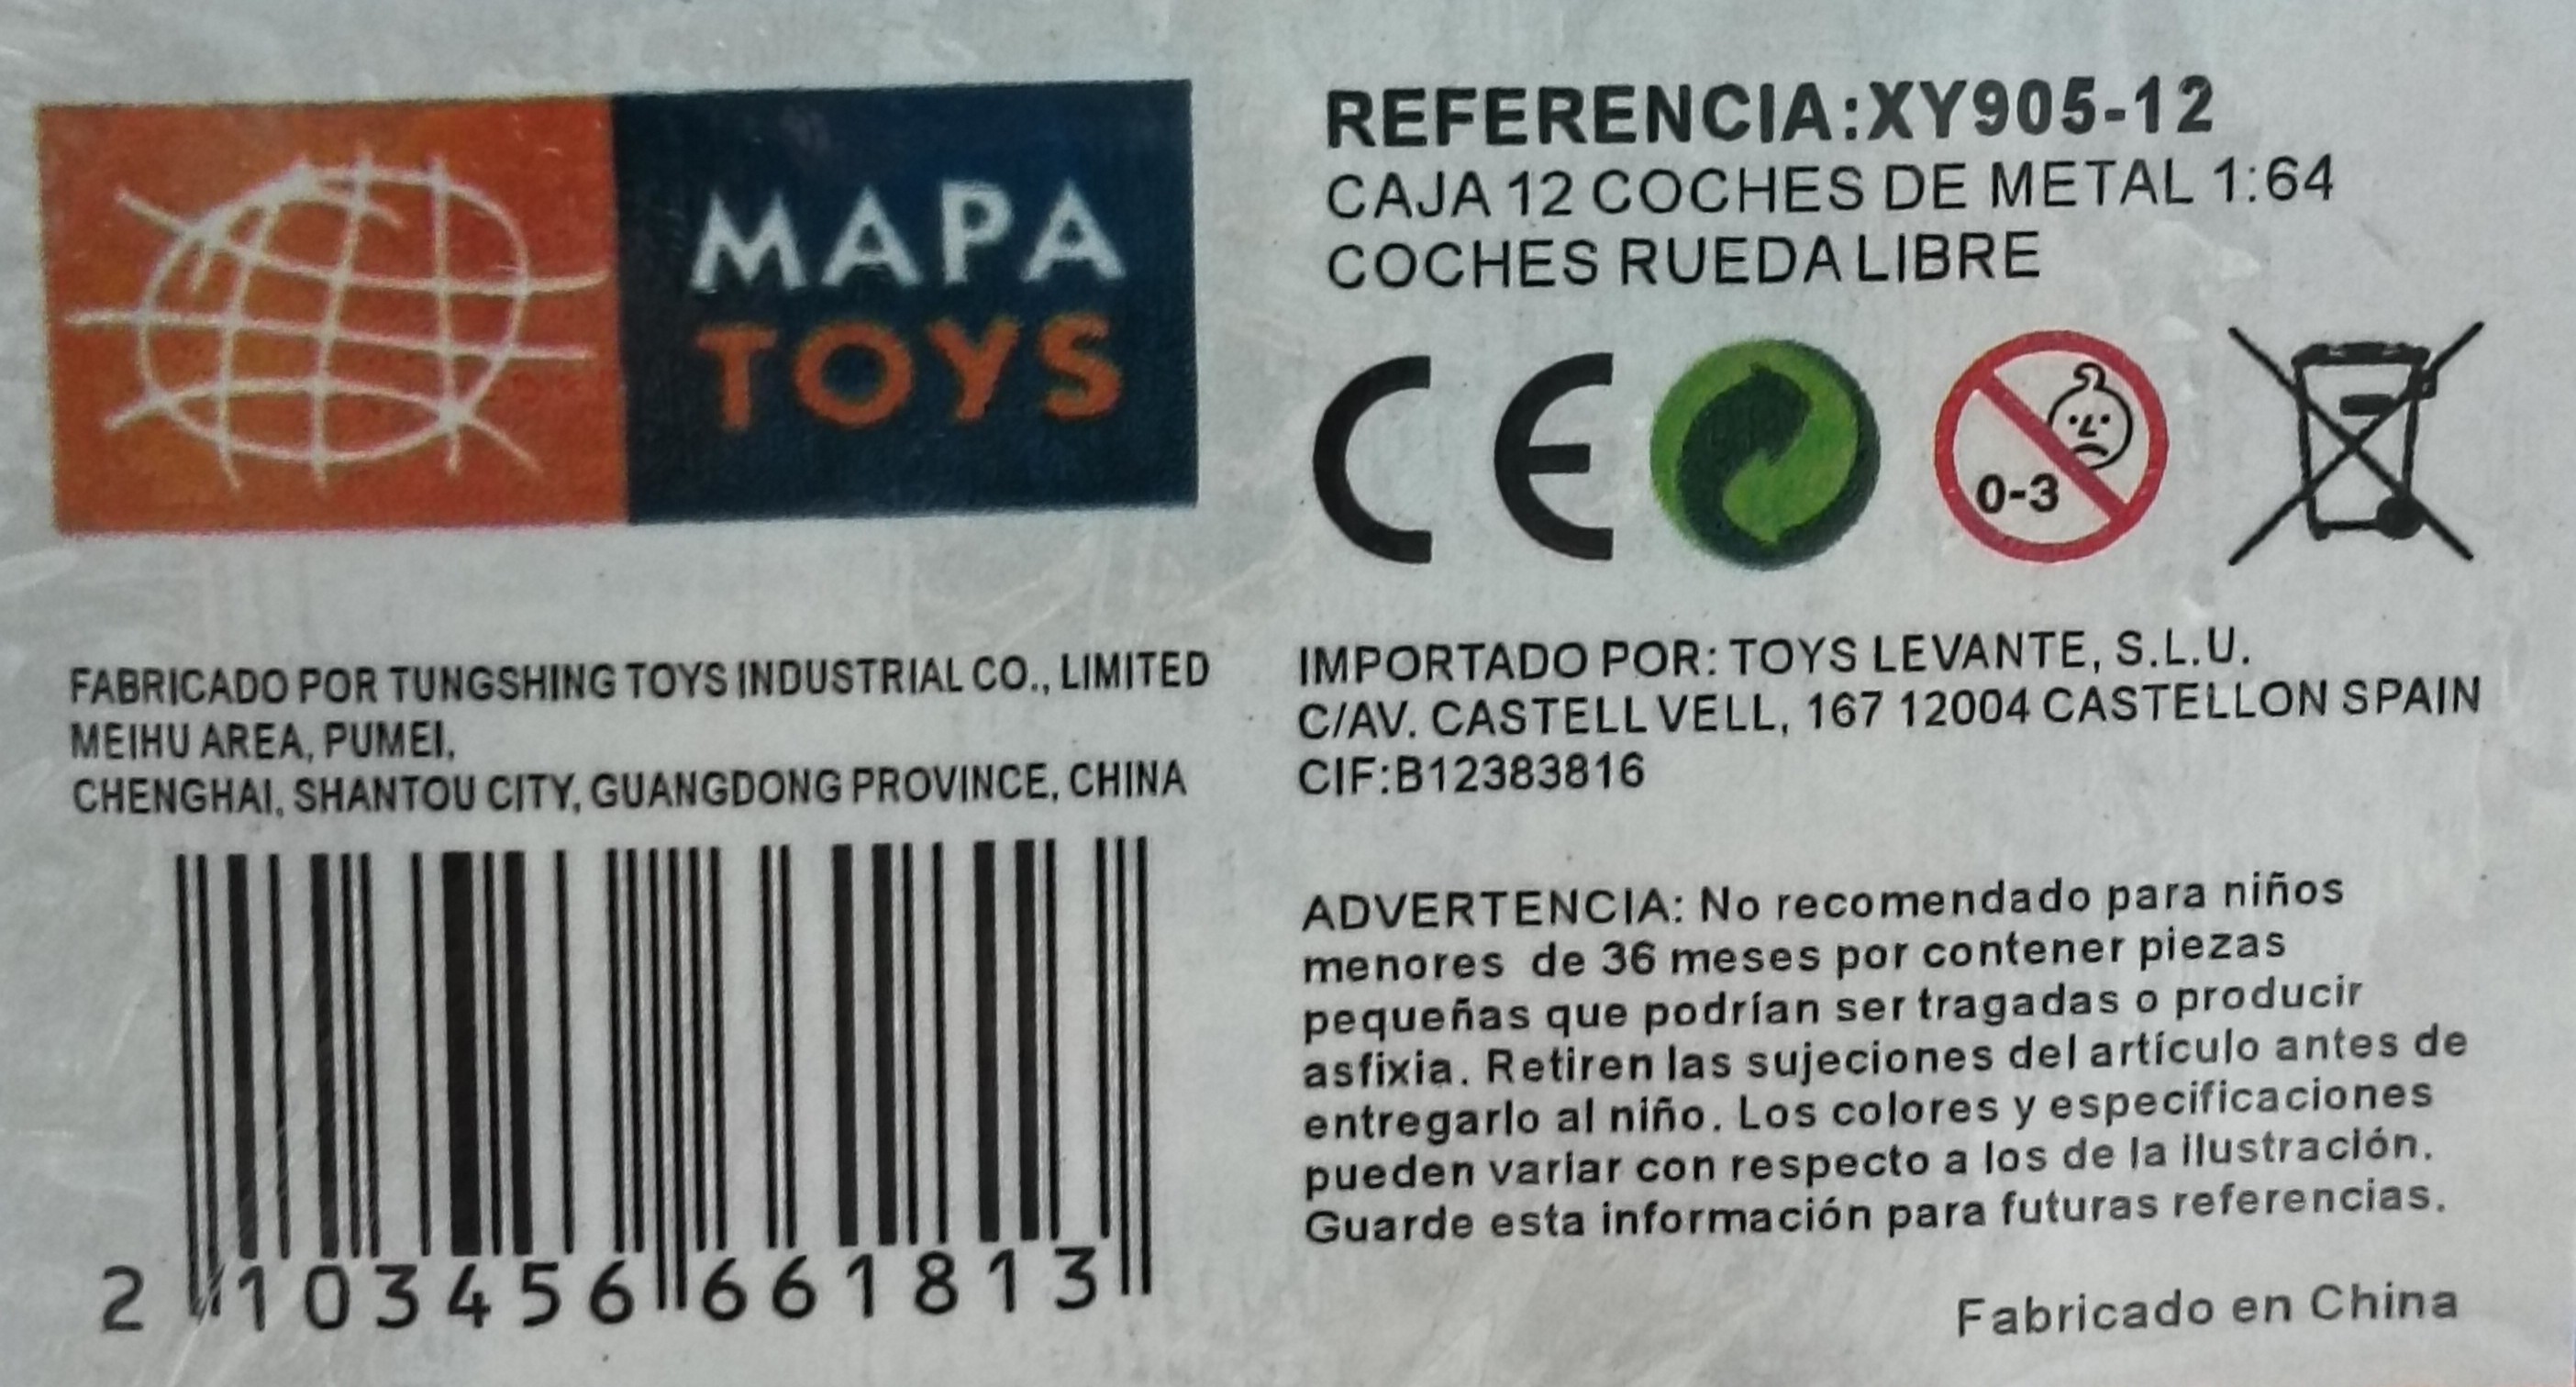 MAPA
TOYS
REFERENCIA:XY905-12
CAJA 12 COCHES DE METAL 1:64
COCHES RUEDA LIBRE
CE
0-3
FABRICADO POR TUNGSHING TOYS INDUSTRIAL CO., LIMITED
MEIHU AREA, PUMEI,
CHENGHAI, SHANTOU CITY, GUANGDONG PROVINCE, CHINA
2 103456 661813
IMPORTADO POR: TOYS LEVANTE, S.L.U.
C/AV. CASTELL VELL, 167 12004 CASTELLON SPAIN
CIF:B12383816
ADVERTENCIA: No recomendado para niños
menores de 36 meses por contener piezas
pequeñas que podrían ser tragadas o producir
asfixia. Retiren las sujeciones del artículo antes de
entregarlo al niño. Los colores y especificaciones
pueden variar con respecto a los de la ilustración.
Guarde esta información para futuras referencias.
Fabricado en China